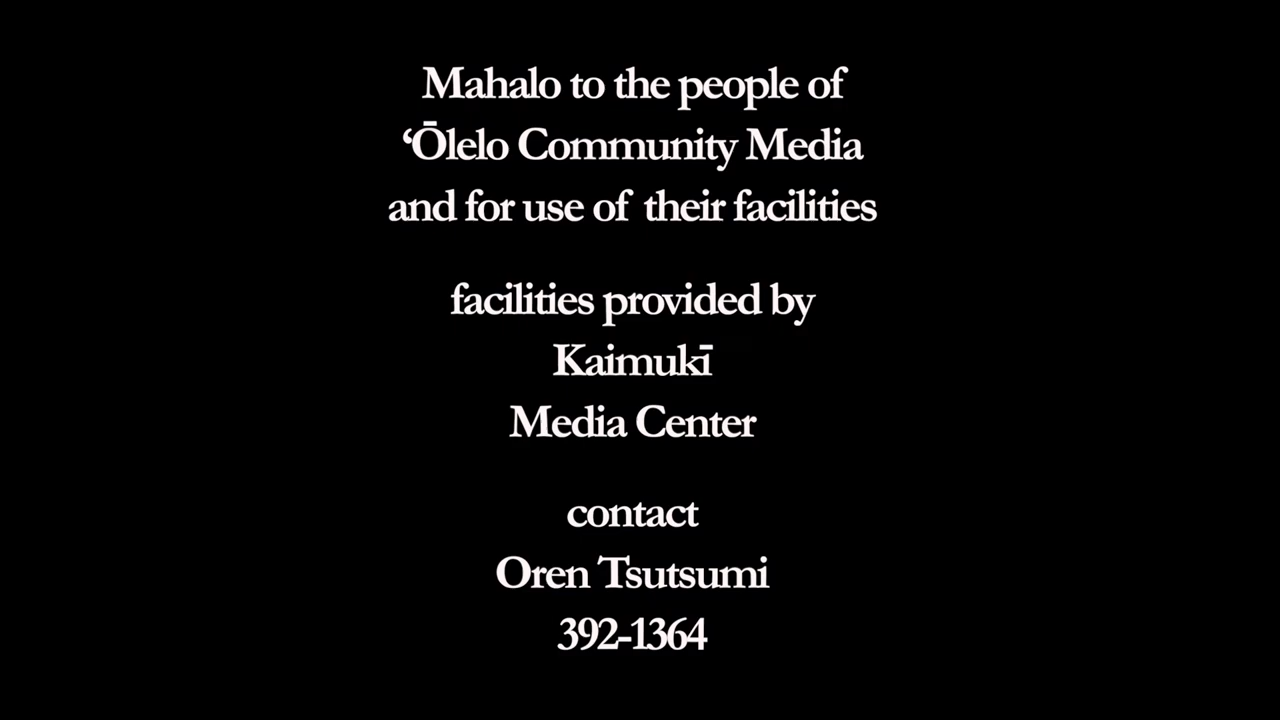 Mahalo to the people of
‘Ōlelo Community Media
and for use of their facilities
facilities provided by
Kaimukī
Media Center
contact
Oren Tsutsumi
392-1364